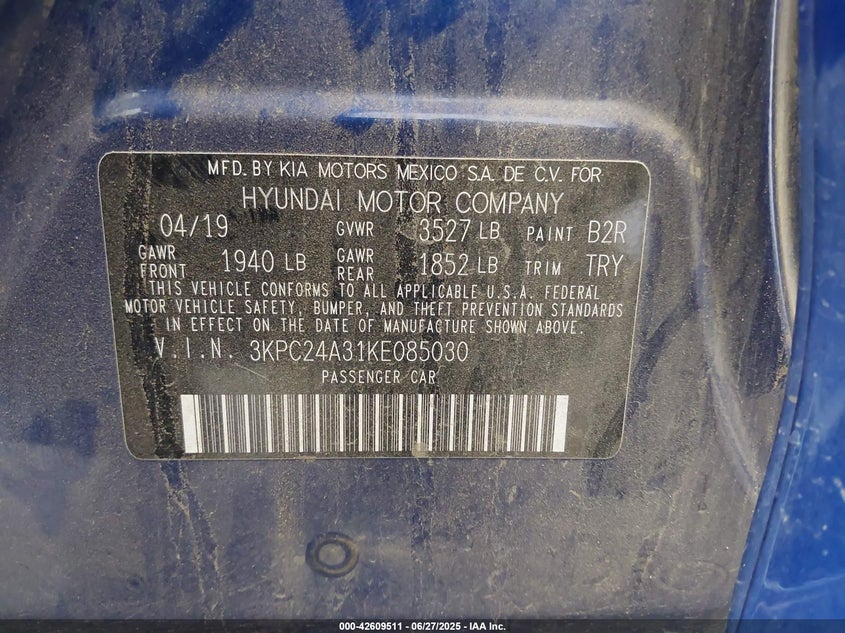 MFD. BY KIA MOTORS MEXICO S.A. DE C.V. FOR
HYUNDAI MOTOR COMPANY
04/19 GVWR 3527 LB PAINT B2R
GAWR FRONT 1940 LB GAWR REAR 1852 LB TRIM TRY
THIS VEHICLE CONFORMS TO ALL APPLICABLE U.S.A. FEDERAL
MOTOR VEHICLE SAFETY, BUMPER, AND THEFT PREVENTION STANDARDS
IN EFFECT ON THE DATE OF MANUFACTURE SHOWN ABOVE.
V.I.N. 3KPC24A31KE085030
PASSENGER CAR
000-42609511 - 06/27/2025 - IAA Inc.